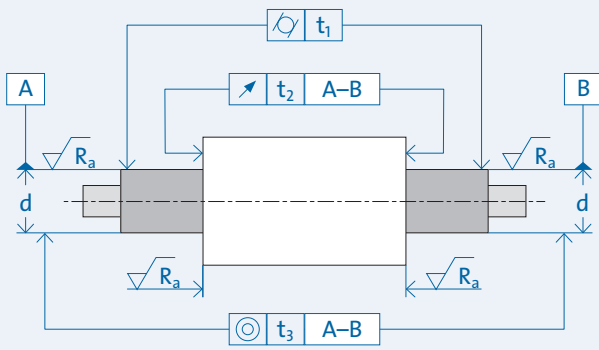 t₁
A
t₂ A–B
B
Rₐ Rₐ
d d
Rₐ Rₐ
t₃ A–B